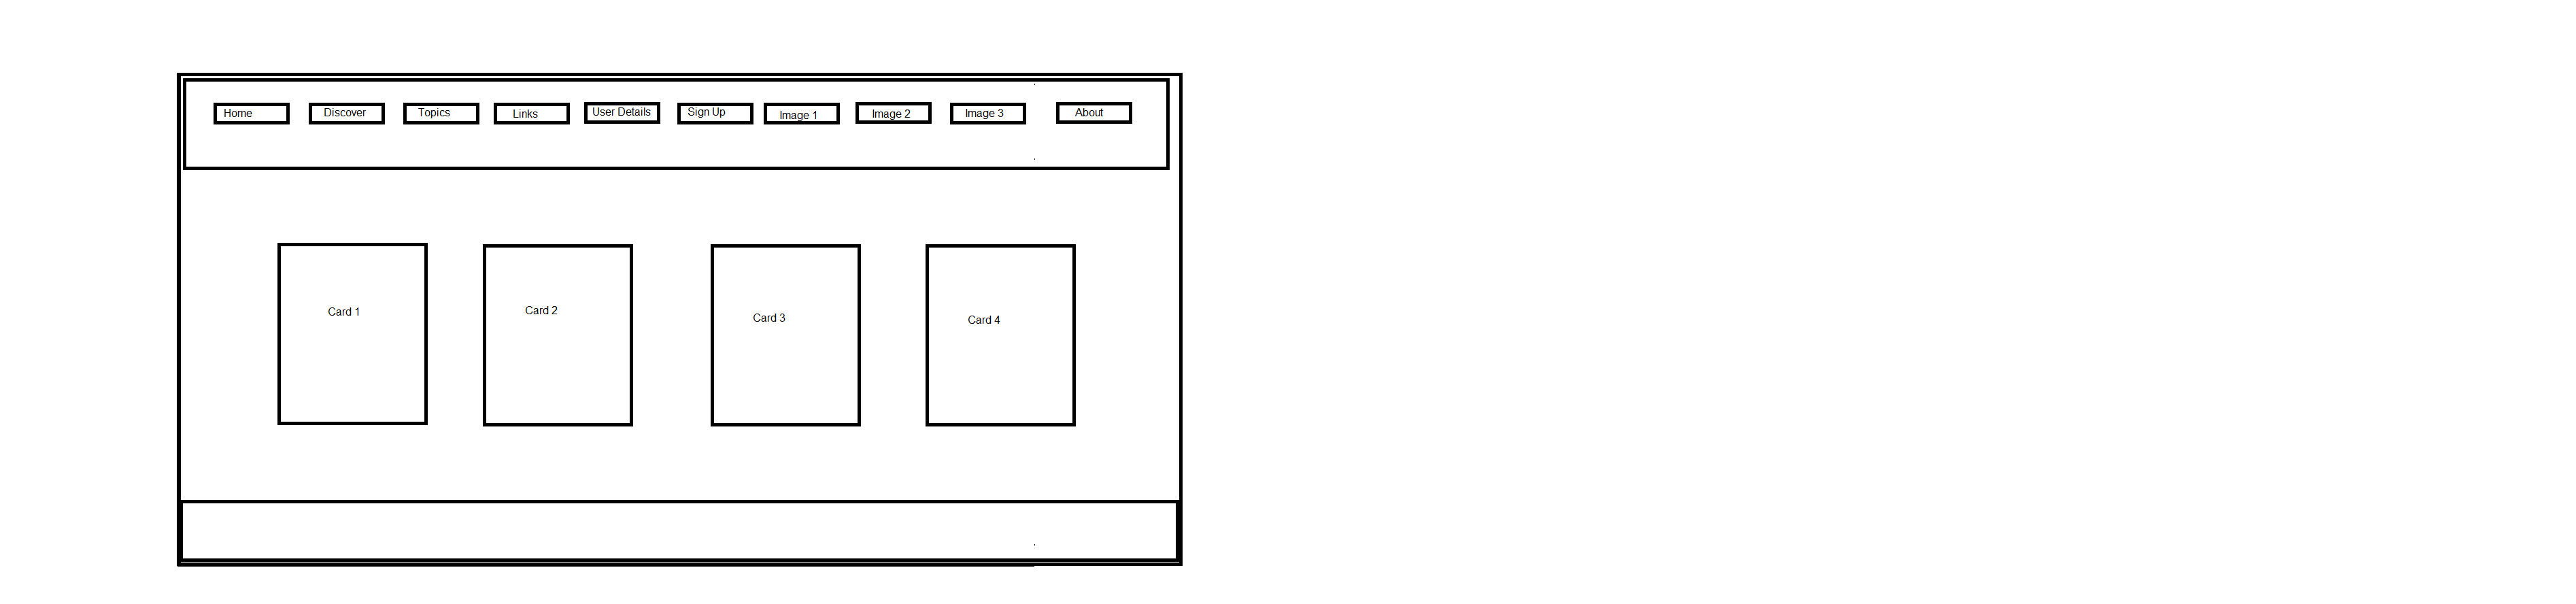 Home
Discover
Topics
Links
User Details
Sign Up
Image 1
Image 2
Image 3
About
Card 1
Card 2
Card 3
Card 4